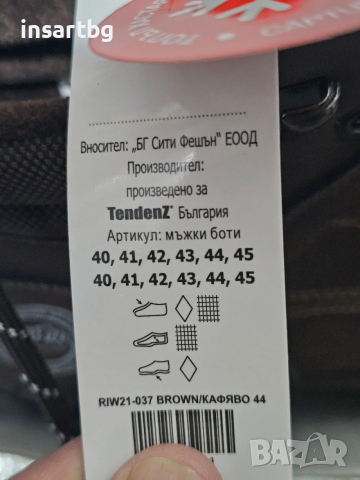 insartbg
Вносител: „БГ Сити Фешън" ЕООД
Производител:
произведено за
TendenZ® България
Артикул: мъжки боти
40, 41, 42, 43, 44, 45
40, 41, 42, 43, 44, 45
RIW21-037 BROWN/КАФЯВО 44
bazar